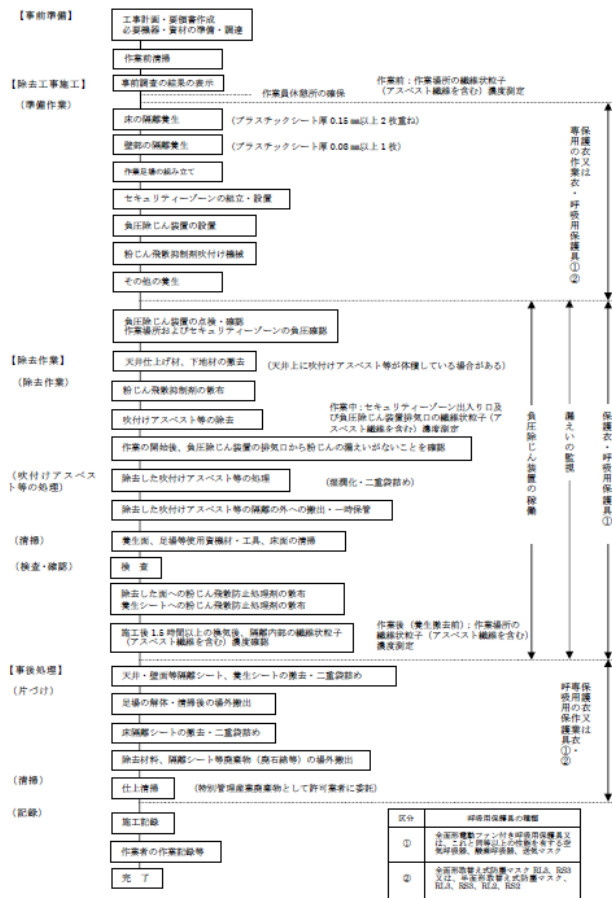 【事前準備】
工事計画・要領書作成
必要機器・資材の準備・調達
作業前清掃
【除去工事施工】
事前調査の結果の表示
作業前：作業場所の繊維状粒子
（アスベスト繊維を含む）濃度測定
作業員休憩所の確保
（準備作業）
床の隔離養生
（プラスチックシート厚 0.15 ㎜以上 2 枚重ね）
壁部の隔離養生
（プラスチックシート厚 0.08 ㎜以上 1 枚）
作業足場の組み立て
セキュリティーゾーンの組立・設置
負圧除じん装置の設置
粉じん飛散抑制剤吹付け機械
その他の養生
保護衣又は
専用の作業衣・呼吸用保護具①
②
負圧除じん装置の点検・確認
作業場所およびセキュリティーゾーンの負圧確認
【除去作業】
天井仕上げ材、下地材の撤去
（天井上に吹付けアスベスト等が体積している場合がある）
（除去作業）
粉じん飛散抑制剤の散布
吹付けアスベスト等の除去
作業中：セキュリティーゾーン出入り口及
び負圧除じん装置排気口の繊維状粒子（ア
スベスト繊維を含む）濃度測定
作業の開始後、負圧除じん装置の排気口から粉じんの漏えいがないことを確認
（吹付けアスベス
ト等の処理）
除去した吹付けアスベスト等の処理
（湿潤化・二重袋詰め）
除去した吹付けアスベスト等の隔離の外への搬出・一時保管
（清掃）
養生面、足場等使用資機材・工具、床面の清掃
（検査・確認）
検　査
除去した面への粉じん飛散防止処理剤の散布
養生シートへの粉じん飛散防止処理剤の散布
施工後 1.5 時間以上の換気後、隔離内部の繊維状粒子
（アスベスト繊維を含む）濃度確認
作業後（養生撤去前）：作業場所の
繊維状粒子（アスベスト繊維を含む）
濃度測定
負圧除じん装置の稼働
漏えいの監視
保護衣・呼吸用保護具①
【事後処理】
天井・壁面等隔離シート、養生シートの撤去・二重袋詰め
（片づけ）
足場の解体・清掃後の場外搬出
床隔離シートの撤去・二重袋詰め
除去材料、隔離シート等廃棄物（廃石綿等）の場外搬出
（清掃）
仕上清掃
（特別管理産業廃棄物として許可業者に委託）
（記録）
施工記録
作業者の作業記録等
完　了
区分
呼吸用保護具の種類
①
全面形電動ファン付き呼吸用保護具又
は、これと同等以上の性能を有する空
気呼吸器、酸素呼吸器、送気マスク
②
全面形取替え式防塵マスク RL3、RS3
又は、半面形取替え式防塵マスク、
RL3、RS3、RL2、RS2